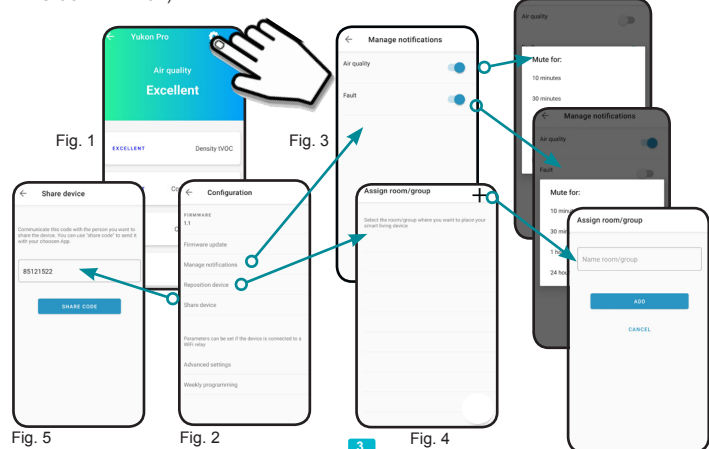 Yukon Pro
Air quality
Excellent
EXCELLENT
Density tVOC
Fig. 1
Manage notifications
Air quality
Fault
Fig. 3
Air quality
Mute for:
10 minutes
30 minutes
Manage notifications
Air quality
Fault
Mute for:
10
30
24
Assign room/group
Name room/group
ADD
CANCEL
Share device
Communicate this code with the person you want to
share the device. You can use "share code" to send it
with your choosen App.
85121522
SHARE CODE
Fig. 5
Configuration
FIRMWARE
1.1
Firmware update
Manage notifications
Reposition device
Share device
Parameters can be set if the device is connected to a
WiFi relay
Advanced settings
Weekly programming
Fig. 2
Assign room/group
Select the room/group where you want to place your
smart living device
Fig. 4
3